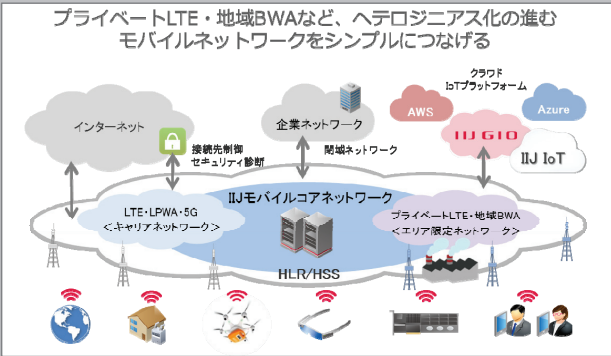 プライベートLTE・地域BWAなど、ヘテロジニアス化の進む
モバイルネットワークをシンプルにつなげる
クラウド
IoTプラットフォーム
インターネット
企業ネットワーク
AWS
Azure
IIJ GIO
IIJ IoT
接続先制御
セキュリティ診断
閉域ネットワーク
IIJモバイルコアネットワーク
LTE・LPWA・5G
＜キャリアネットワーク＞
プライベートLTE・地域BWA
＜エリア限定ネットワーク＞
HLR/HSS